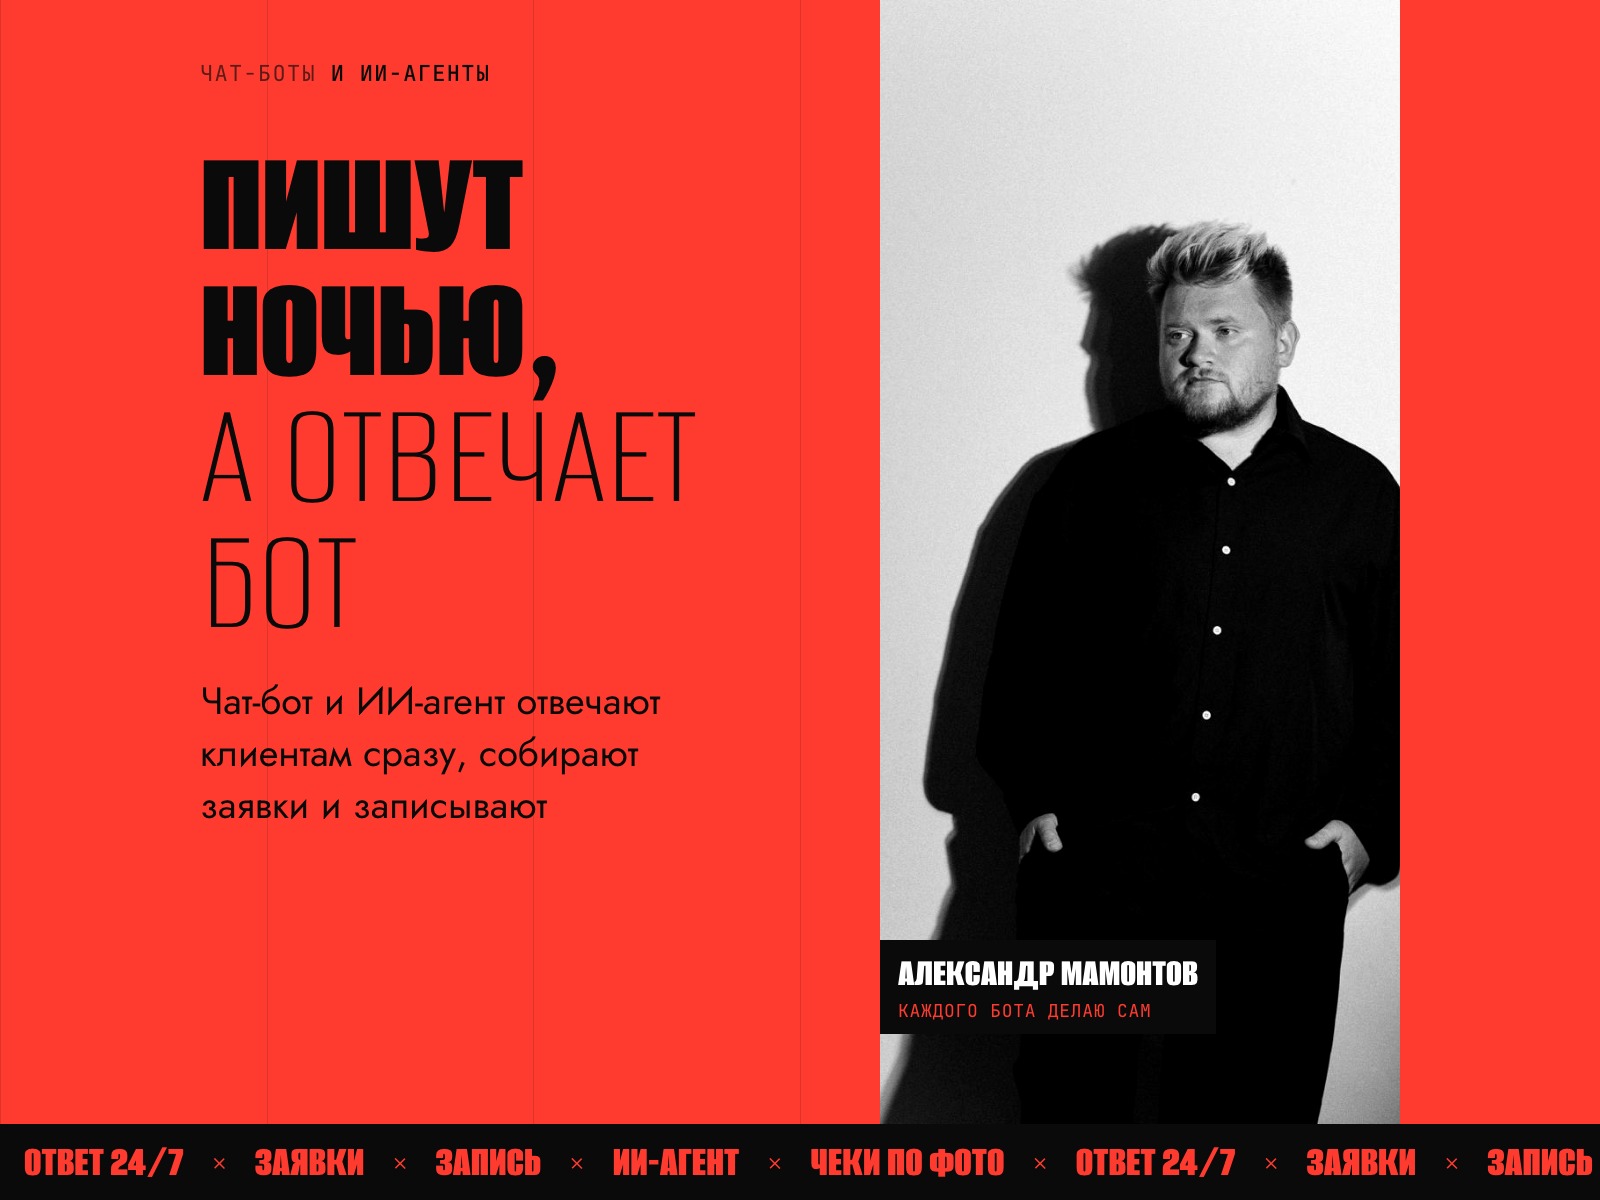 ЧАТ-БОТЫ И ИИ-АГЕНТЫ
ПИШУТ
НОЧЬЮ,
А ОТВЕЧАЕТ
БОТ
Чат-бот и ИИ-агент отвечают
клиентам сразу, собирают
заявки и записывают
АЛЕКСАНДР МАМОНТОВ
КАЖДОГО БОТА ДЕЛАЮ САМ
ОТВЕТ 24/7 × ЗАЯВКИ × ЗАПИСЬ × ИИ-АГЕНТ × ЧЕКИ ПО ФОТО × ОТВЕТ 24/7 × ЗАЯВКИ × ЗАПИСЬ